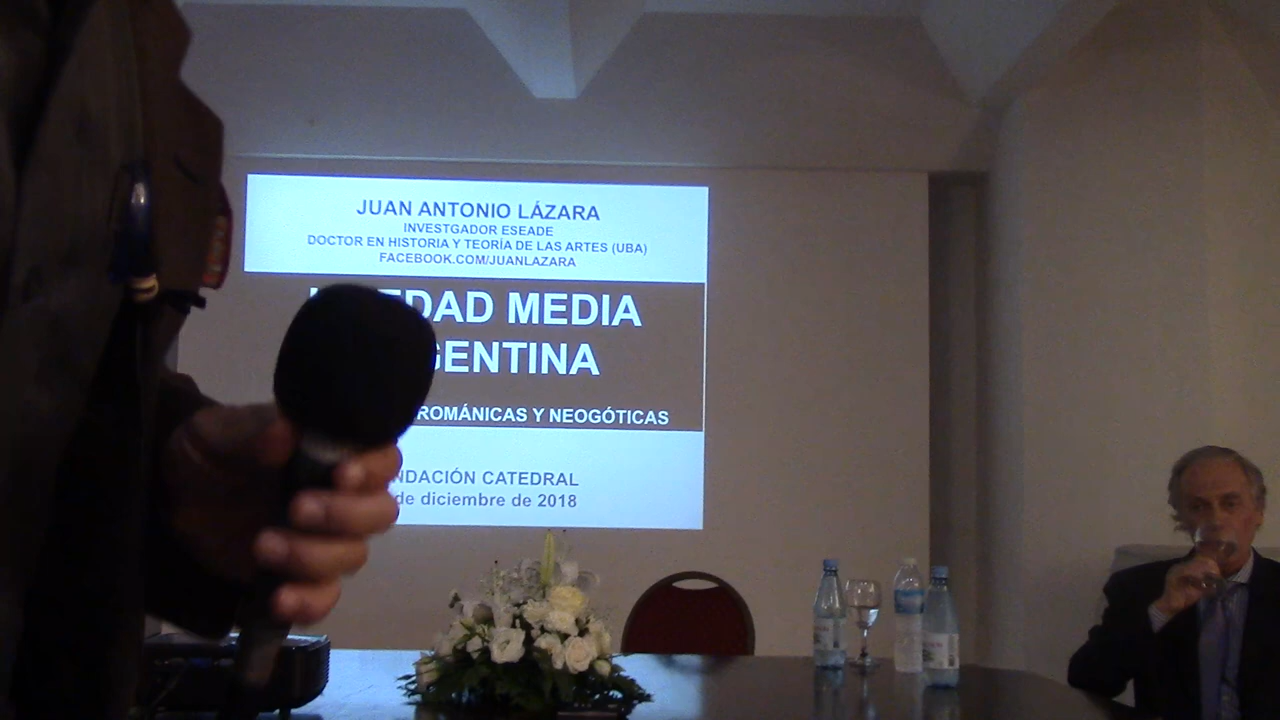 JUAN ANTONIO LÁZARA
INVESTGADOR ESEADE
DOCTOR EN HISTORIA Y TEORÍA DE LAS ARTES (UBA)
FACEBOOK.COM/JUANLAZARA
EDAD MEDIA
GENTINA
ROMÁNICAS Y NEOGÓTICAS
NDACIÓN CATEDRAL
de diciembre de 2018